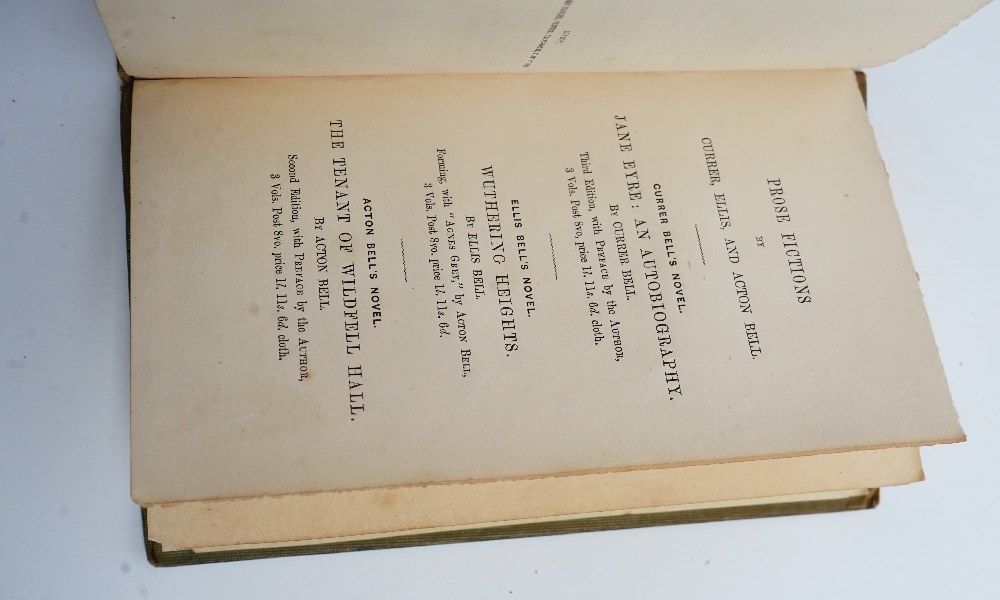 PROSE FICTIONS
BY
CURRER, ELLIS, AND ACTON BELL.
CURRER BELL'S NOVEL.
JANE EYRE: AN AUTOBIOGRAPHY.
By CURRER BELL.
Third Edition, with Preface by the Author,
3 Vols. Post 8vo, price 1l. 11s. 6d. cloth.
ELLIS BELL'S NOVEL.
WUTHERING HEIGHTS.
By ELLIS BELL.
Forming, with "Agnes Grey," by Acton Bell,
3 Vols. Post 8vo. price 1l. 11s. 6d.
ACTON BELL'S NOVEL.
THE TENANT OF WILDFELL HALL.
By ACTON BELL.
Second Edition, with Preface by the Author,
3 Vols. Post 8vo. price 1l. 11s. 6d. cloth.